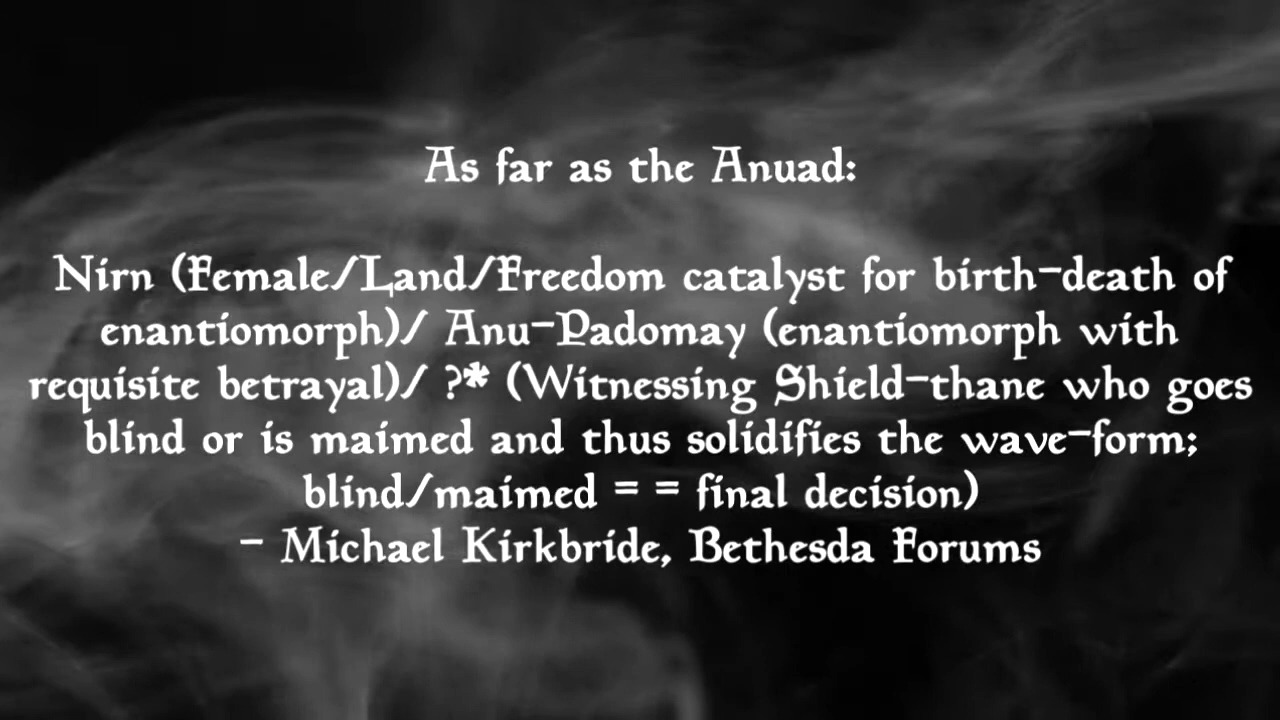 As far as the Anuad:
Nirn (Female/Land/Freedom catalyst for birth-death of
enantiomorph)/ Anu-Padomay (enantiomorph with
requisite betrayal)/ ?* (Witnessing Shield-thane who goes
blind or is maimed and thus solidifies the wave-form;
blind/maimed = = final decision)
- Michael Kirkbride, Bethesda Forums